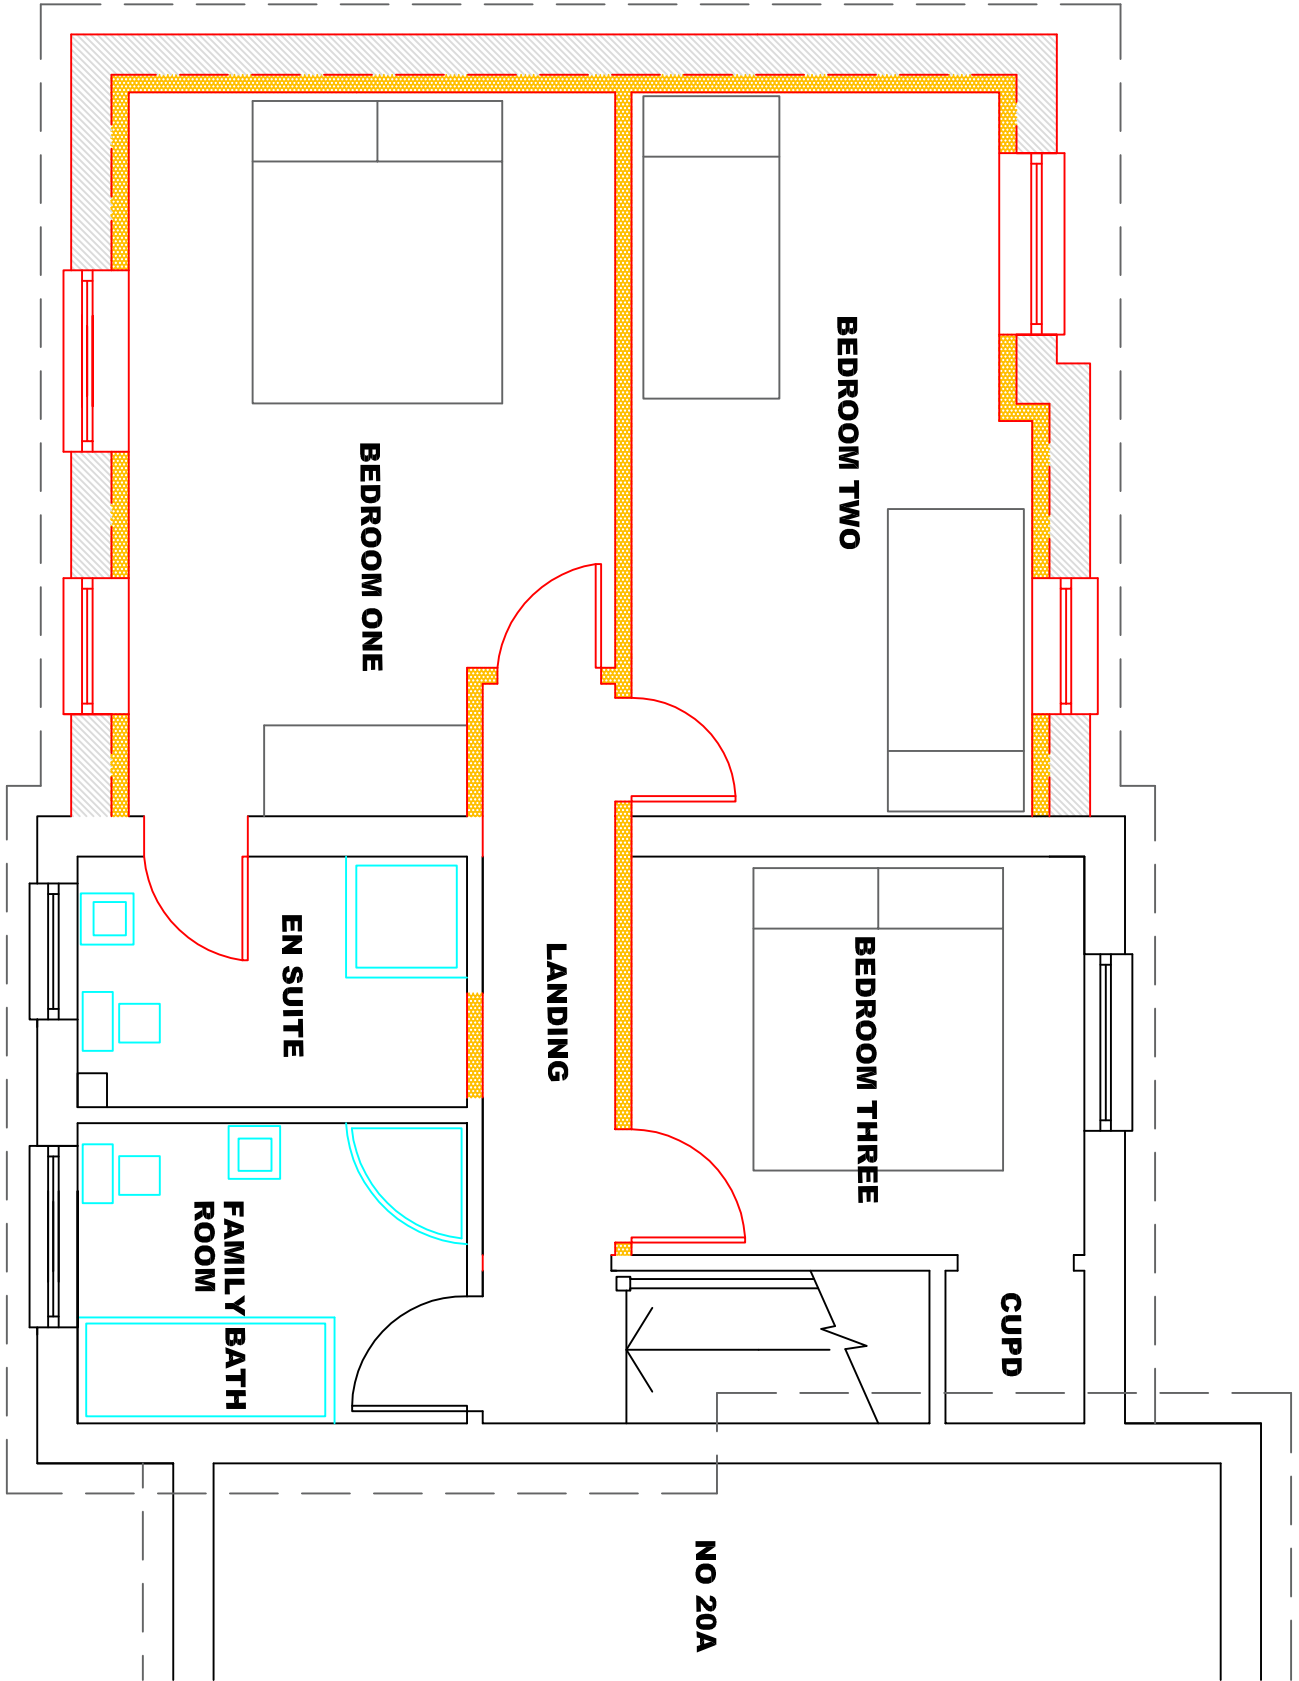 BEDROOM TWO
BEDROOM ONE
BEDROOM THREE
LANDING
EN SUITE
CUPD
FAMILY BATH
ROOM
NO 20A